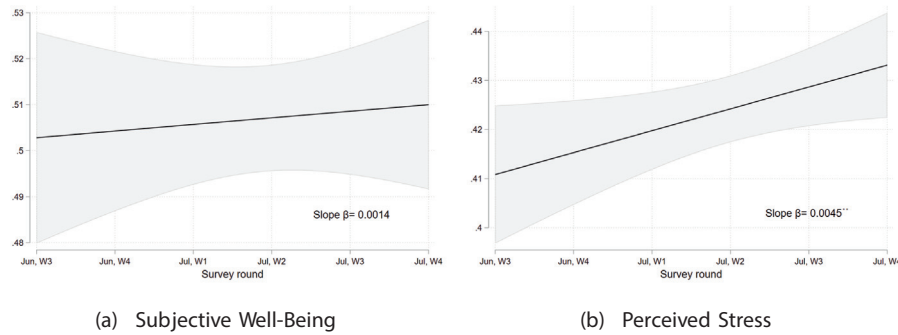 .53
.52
.51
.5
.49
.48
Slope β= 0.0014
Jun, W3 Jun, W4 Jul, W1 Jul, W2 Jul, W3 Jul, W4
Survey round
(a) Subjective Well-Being
.44
.43
.42
.41
.4
Slope β= 0.0045**
Jun, W3 Jun, W4 Jul, W1 Jul, W2 Jul, W3 Jul, W4
Survey round
(b) Perceived Stress